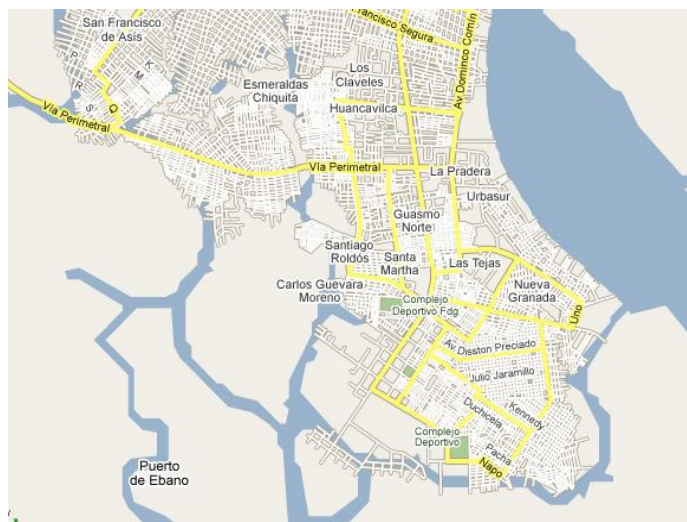 San Francisco
de Asis
Francisco Segura
Av Domingo Comín
K
M
P
R
S
Q
Los
Claveles
Esmeraldas
Chiquita
Huancavilca
Vía Perimetral
Vía Perimetral
La Pradera
Urbasur
Guasmo
Norte
Santiago
Roldós
Santa
Martha
Las Tejas
Carlos Guevara
Moreno
Nueva
Granada
Complejo
Deportivo Fdg
Uno
Av Disston Preciado
Julio Jaramillo
Kennedy
Duchicela
Complejo
Deportivo
Pacha
Napo
Puerto
de Ebano